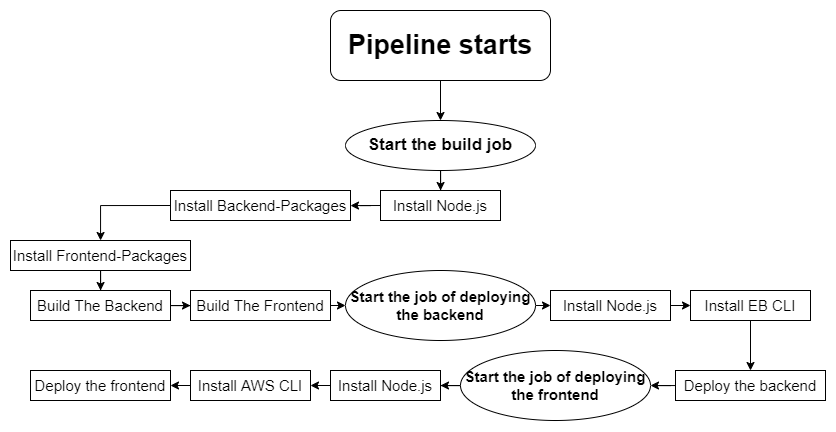 Pipeline starts
Start the build job
Install Node.js
Install Backend-Packages
Install Frontend-Packages
Build The Backend
Build The Frontend
Start the job of deploying
the backend
Install Node.js
Install EB CLI
Deploy the backend
Start the job of deploying
the frontend
Install Node.js
Install AWS CLI
Deploy the frontend